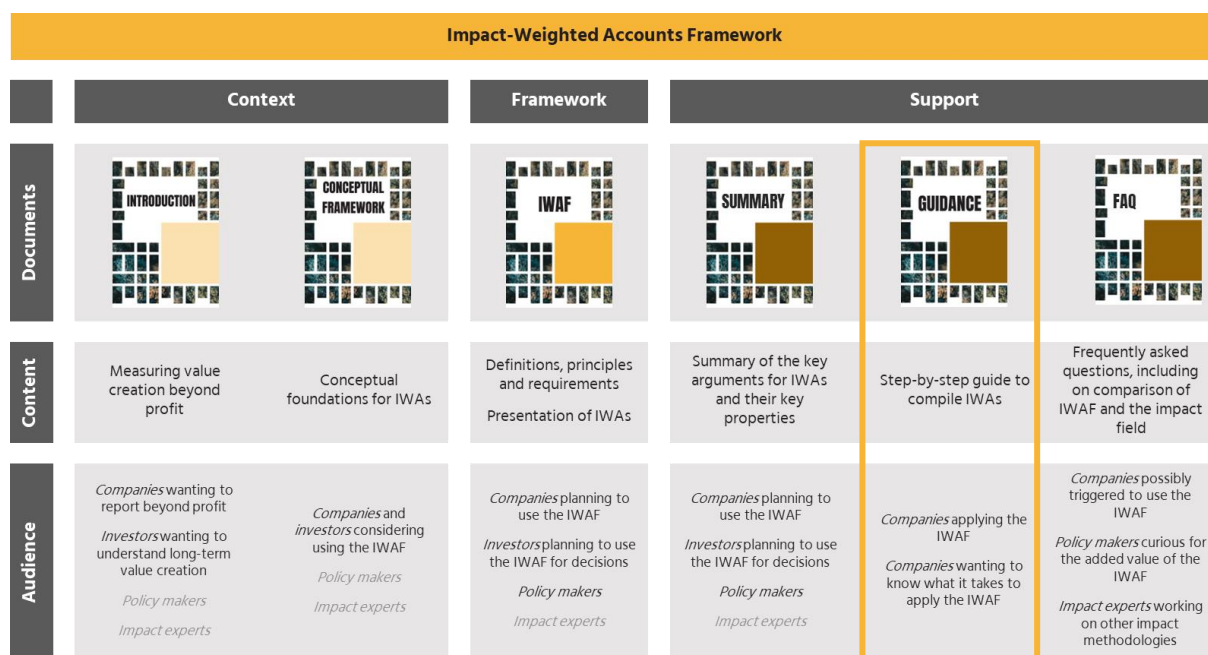 Impact-Weighted Accounts Framework
Context
Framework
Support
Documents
INTRODUCTION
CONCEPTUAL
FRAMEWORK
IWAF
SUMMARY
GUIDANCE
FAQ
Content
Measuring value
creation beyond
profit
Conceptual
foundations for IWAs
Definitions, principles
and requirements
Presentation of IWAs
Summary of the key
arguments for IWAs
and their key
properties
Step-by-step guide to
compile IWAs
Frequently asked
questions, including
on comparison of
IWAF and the impact
field
Audience
Companies wanting to
report beyond profit
Investors wanting to
understand long-term
value creation
Policy makers
Impact experts
Companies and
investors considering
using the IWAF
Policy makers
Impact experts
Companies planning to
use the IWAF
Investors planning to use
the IWAF for decisions
Policy makers
Impact experts
Companies planning to
use the IWAF
Investors planning to use
the IWAF for decisions
Policy makers
Impact experts
Companies applying the
IWAF
Companies wanting to
know what it takes to
apply the IWAF
Companies possibly
triggered to use the
IWAF
Policy makers curious for
the added value of the
IWAF
Impact experts working
on other impact
methodologies